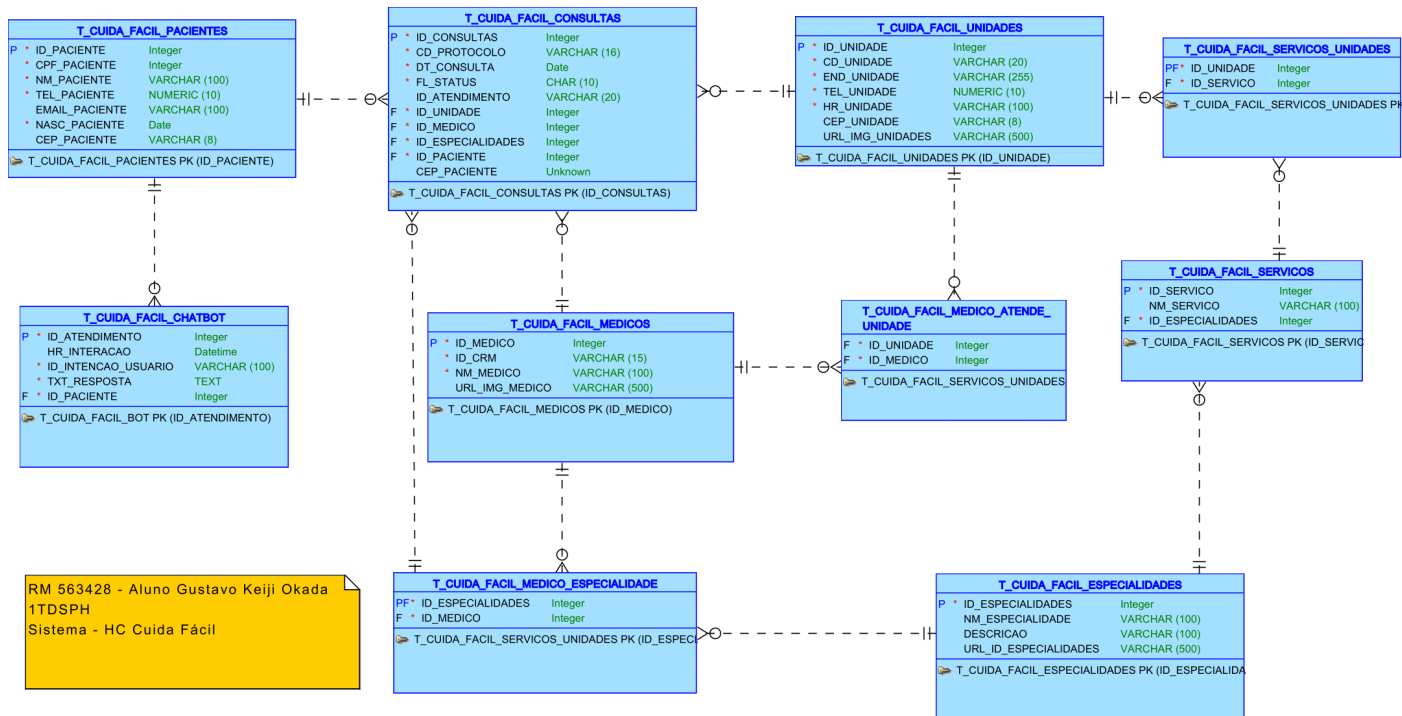 T_CUIDA_FACIL_PACIENTES
P * ID_PACIENTE Integer
* CPF_PACIENTE Integer
* NM_PACIENTE VARCHAR (100)
* TEL_PACIENTE NUMERIC (10)
EMAIL_PACIENTE VARCHAR (100)
* NASC_PACIENTE Date
CEP_PACIENTE VARCHAR (8)
T_CUIDA_FACIL_PACIENTES PK (ID_PACIENTE)
T_CUIDA_FACIL_CONSULTAS
P * ID_CONSULTAS Integer
* CD_PROTOCOLO VARCHAR (16)
* DT_CONSULTA Date
* FL_STATUS CHAR (10)
ID_ATENDIMENTO VARCHAR (20)
F * ID_UNIDADE Integer
F * ID_MEDICO Integer
F * ID_ESPECIALIDADES Integer
F * ID_PACIENTE Integer
CEP_PACIENTE Unknown
T_CUIDA_FACIL_CONSULTAS PK (ID_CONSULTAS)
T_CUIDA_FACIL_UNIDADES
P * ID_UNIDADE Integer
* CD_UNIDADE VARCHAR (20)
* END_UNIDADE VARCHAR (255)
* TEL_UNIDADE NUMERIC (10)
* HR_UNIDADE VARCHAR (100)
CEP_UNIDADE VARCHAR (8)
URL_IMG_UNIDADES VARCHAR (500)
T_CUIDA_FACIL_UNIDADES PK (ID_UNIDADE)
T_CUIDA_FACIL_SERVICOS_UNIDADES
PF* ID_UNIDADE Integer
F * ID_SERVICO Integer
T_CUIDA_FACIL_SERVICOS_UNIDADES PK
T_CUIDA_FACIL_CHATBOT
P * ID_ATENDIMENTO Integer
HR_INTERACAO Datetime
* ID_INTENCAO_USUARIO VARCHAR (100)
* TXT_RESPOSTA TEXT
F * ID_PACIENTE Integer
T_CUIDA_FACIL_BOT PK (ID_ATENDIMENTO)
T_CUIDA_FACIL_MEDICOS
P * ID_MEDICO Integer
* ID_CRM VARCHAR (15)
* NM_MEDICO VARCHAR (100)
URL_IMG_MEDICO VARCHAR (500)
T_CUIDA_FACIL_MEDICOS PK (ID_MEDICO)
T_CUIDA_FACIL_MEDICO_ATENDE_
UNIDADE
F * ID_UNIDADE Integer
F * ID_MEDICO Integer
T_CUIDA_FACIL_SERVICOS_UNIDADES
T_CUIDA_FACIL_SERVICOS
P * ID_SERVICO Integer
NM_SERVICO VARCHAR (100)
F * ID_ESPECIALIDADES Integer
T_CUIDA_FACIL_SERVICOS PK (ID_SERVIC
RM 563428 - Aluno Gustavo Keiji Okada
1TDSPH
Sistema - HC Cuida Fácil
T_CUIDA_FACIL_MEDICO_ESPECIALIDADE
PF* ID_ESPECIALIDADES Integer
F * ID_MEDICO Integer
T_CUIDA_FACIL_SERVICOS_UNIDADES PK (ID_ESPECI
T_CUIDA_FACIL_ESPECIALIDADES
P * ID_ESPECIALIDADES Integer
NM_ESPECIALIDADE VARCHAR (100)
DESCRICAO VARCHAR (100)
URL_ID_ESPECIALIDADES VARCHAR (500)
T_CUIDA_FACIL_ESPECIALIDADES PK (ID_ESPECIALIDA